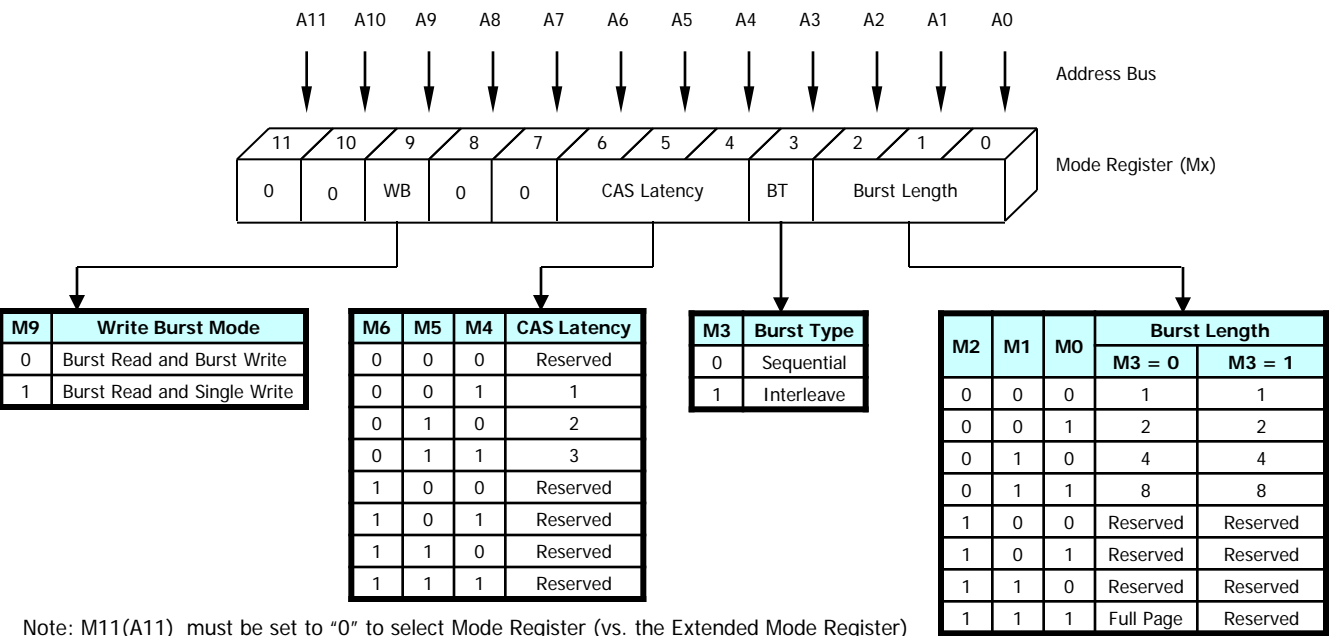 A11 A10 A9 A8 A7 A6 A5 A4 A3 A2 A1 A0
Address Bus
11 10 9 8 7 6 5 4 3 2 1 0
Mode Register (Mx)
0 0 WB 0 0 CAS Latency BT Burst Length
M9 Write Burst Mode
0 Burst Read and Burst Write
1 Burst Read and Single Write
M6 M5 M4 CAS Latency
0 0 0 Reserved
0 0 1 1
0 1 0 2
0 1 1 3
1 0 0 Reserved
1 0 1 Reserved
1 1 0 Reserved
1 1 1 Reserved
M3 Burst Type
0 Sequential
1 Interleave
M2 M1 M0 Burst Length
M3 = 0 M3 = 1
0 0 0 1 1
0 0 1 2 2
0 1 0 4 4
0 1 1 8 8
1 0 0 Reserved Reserved
1 0 1 Reserved Reserved
1 1 0 Reserved Reserved
1 1 1 Full Page Reserved
Note: M11(A11) must be set to “0” to select Mode Register (vs. the Extended Mode Register)